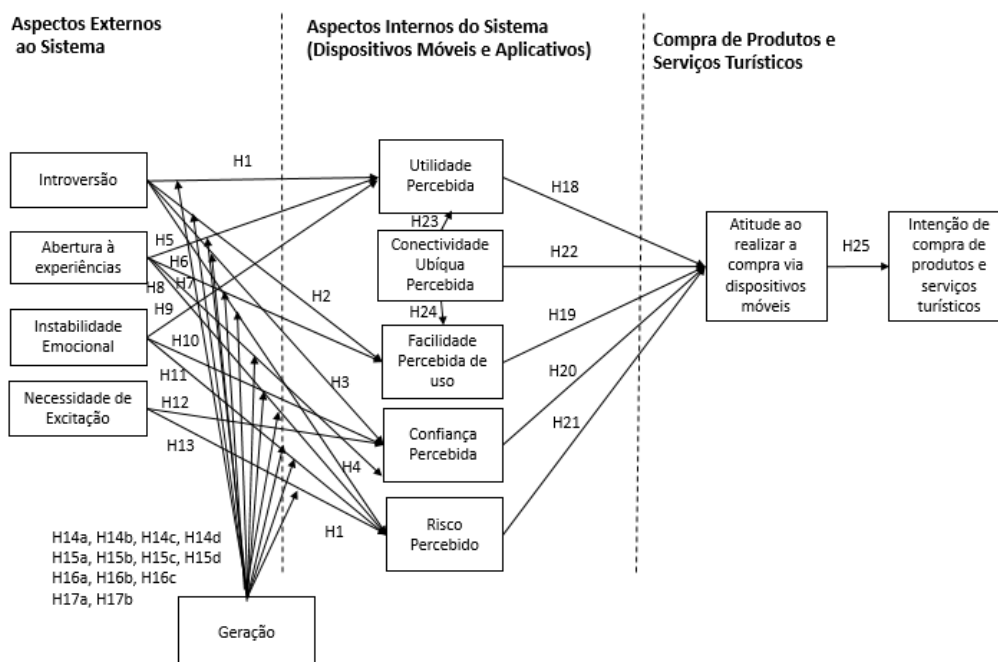 Aspectos Externos
ao Sistema
Aspectos Internos do Sistema
(Dispositivos Móveis e Aplicativos)
Compra de Produtos e
Serviços Turísticos
Introversão
Abertura à
experiências
Instabilidade
Emocional
Necessidade de
Excitação
H1
H5
H6
H7
H8
H9
H10
H11
H12
H13
H2
H3
H4
H1
H14a, H14b, H14c, H14d
H15a, H15b, H15c, H15d
H16a, H16b, H16c
H17a, H17b
Geração
Utilidade
Percebida
H23
Conectividade
Ubíqua
Percebida
H24
Facilidade
Percebida de
uso
Confiança
Percebida
Risco
Percebido
H18
H22
H19
H20
H21
Atitude ao
realizar a
compra via
dispositivos
móveis
H25
Intenção de
compra de
produtos e
serviços
turísticos